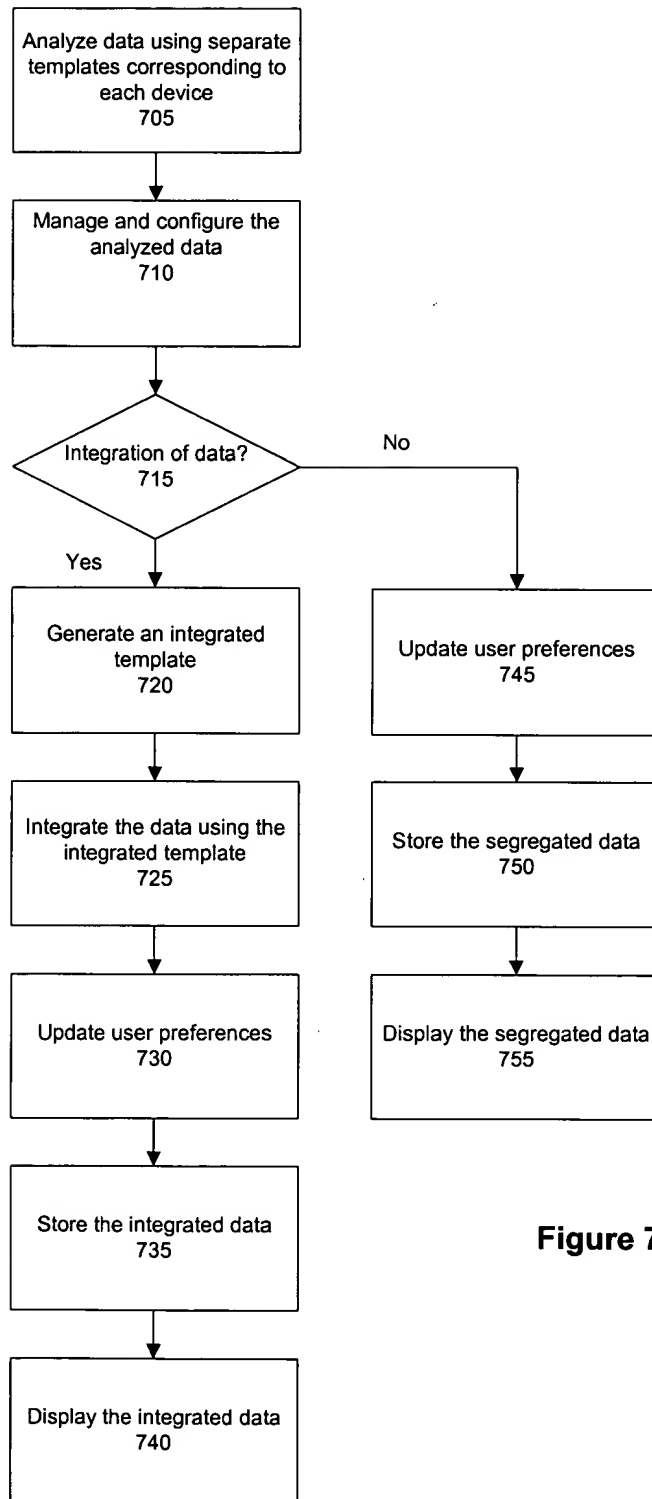 Analyze data using separate
templates corresponding to
each device
705
Manage and configure the
analyzed data
710
Integration of data?
715
No
Yes
Generate an integrated
template
720
Integrate the data using the
integrated template
725
Update user preferences
730
Store the integrated data
735
Display the integrated data
740
Update user preferences
745
Store the segregated data
750
Display the segregated data
755
Figure 7